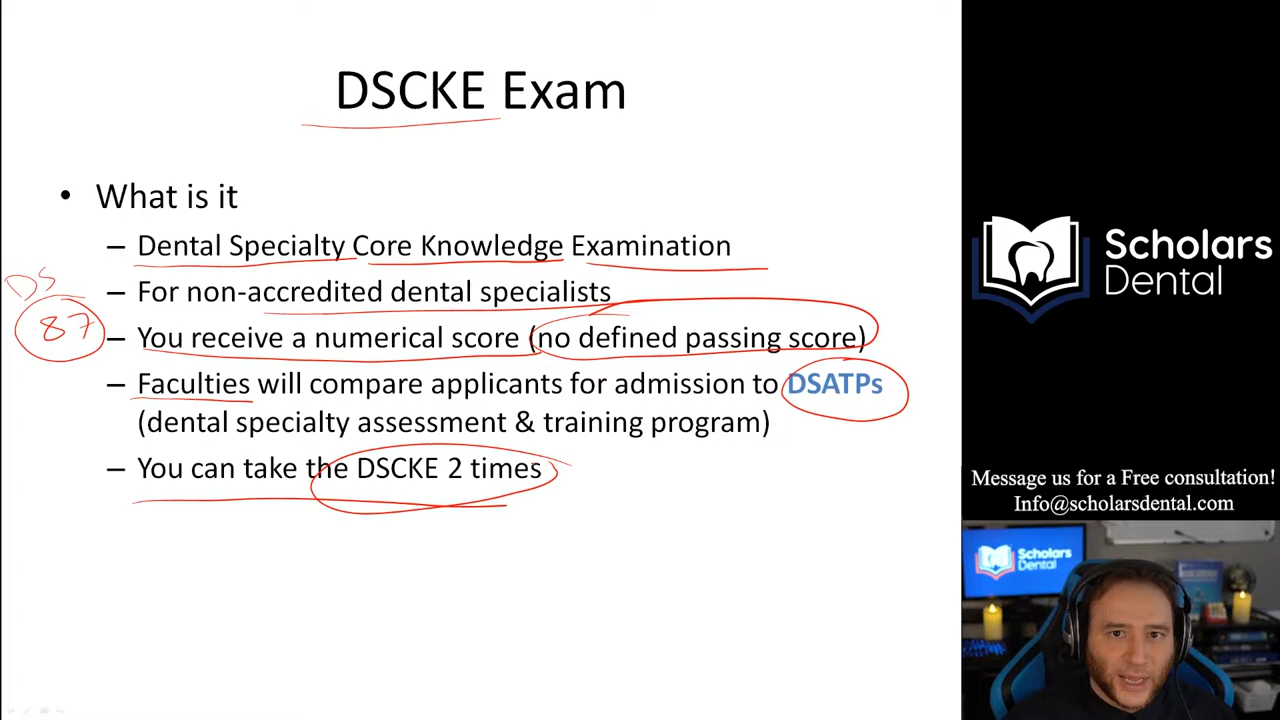 DSCKE Exam
• What is it
– Dental Specialty Core Knowledge Examination
– For non-accredited dental specialists
DS
87
– You receive a numerical score (no defined passing score)
– Faculties will compare applicants for admission to DSATPs
(dental specialty assessment & training program)
– You can take the DSCKE 2 times
Scholars
Dental
Message us for a Free consultation!
Info@scholarsdental.com
Scholars
Dental